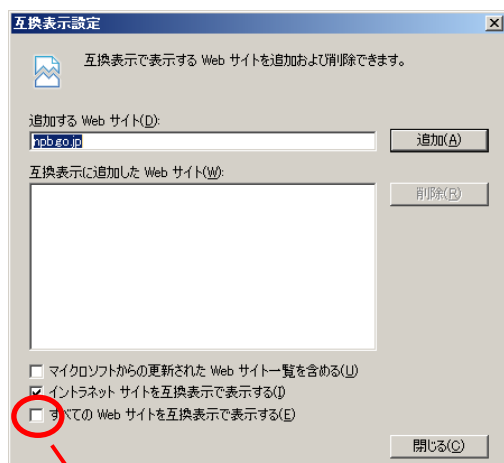 互換表示設定
互換表示で表示する Web サイトを追加および削除できます。
追加する Web サイト(D):
npb.go.jp
追加(A)
互換表示に追加した Web サイト(W):
削除(R)
マイクロソフトからの更新された Web サイト一覧を含める(U)
イントラネット サイトを互換表示で表示する(I)
すべての Web サイトを互換表示で表示する(E)
閉じる(C)